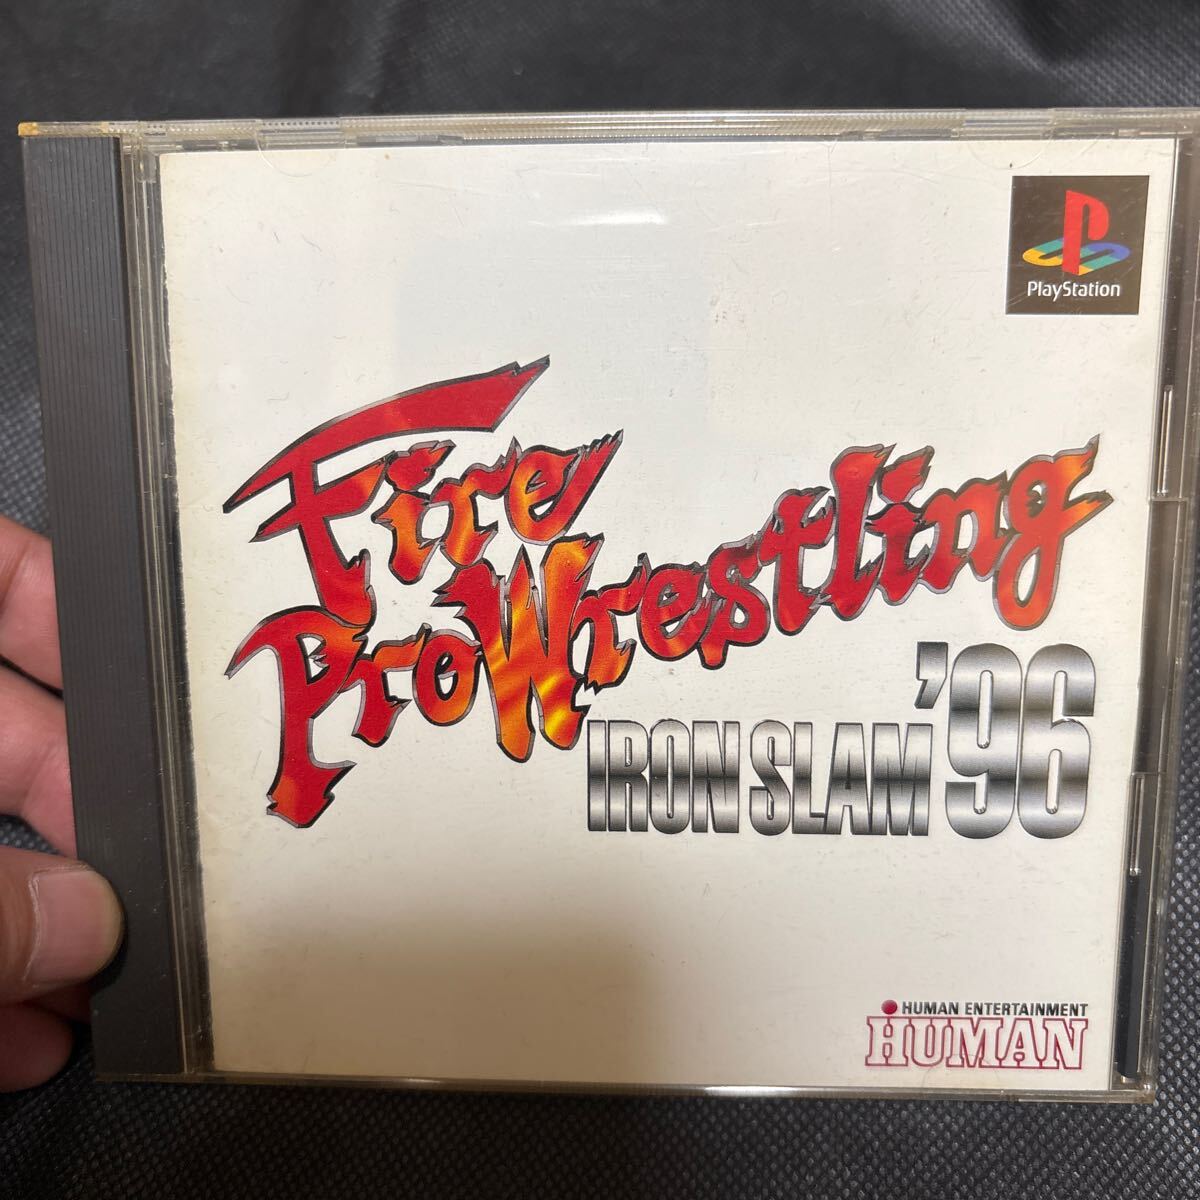 PlayStation
Fire
ProWrestling
IRON SLAM '96
HUMAN ENTERTAINMENT
HUMAN